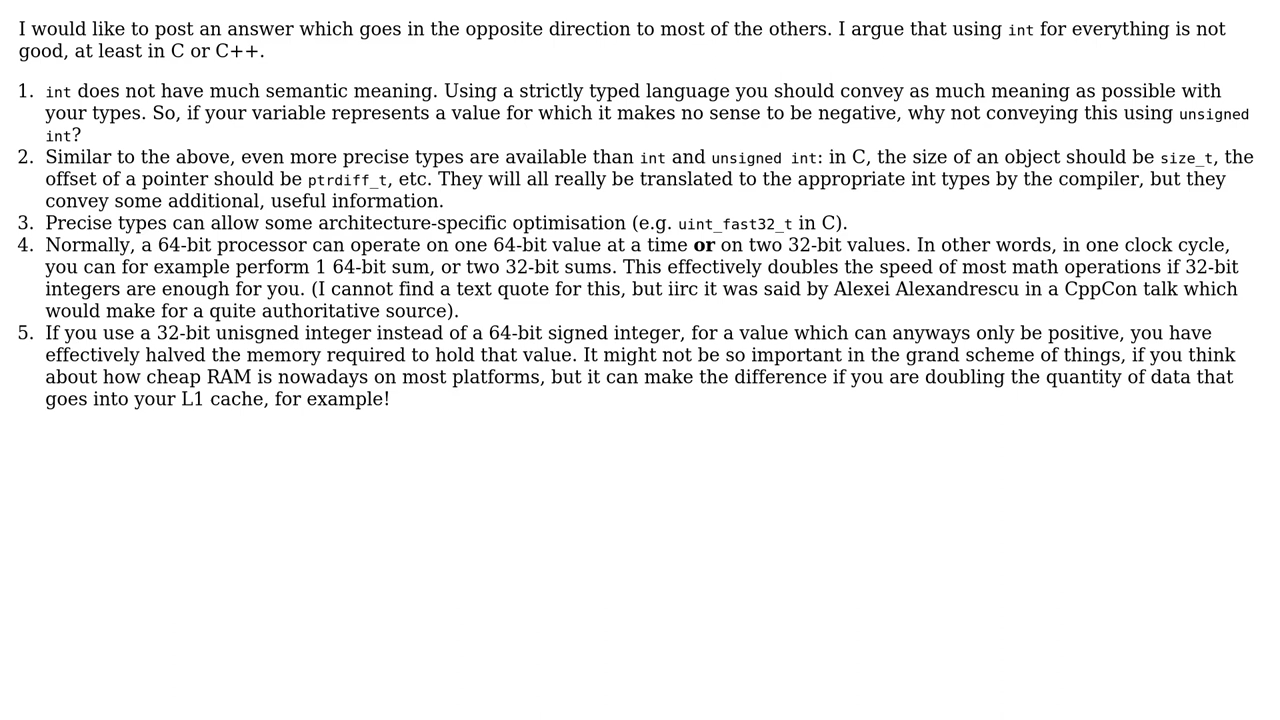 I would like to post an answer which goes in the opposite direction to most of the others. I argue that using int for everything is not
good, at least in C or C++.
1. int does not have much semantic meaning. Using a strictly typed language you should convey as much meaning as possible with
your types. So, if your variable represents a value for which it makes no sense to be negative, why not conveying this using unsigned
int?
2. Similar to the above, even more precise types are available than int and unsigned int: in C, the size of an object should be size_t, the
offset of a pointer should be ptrdiff_t, etc. They will all really be translated to the appropriate int types by the compiler, but they
convey some additional, useful information.
3. Precise types can allow some architecture-specific optimisation (e.g. uint_fast32_t in C).
4. Normally, a 64-bit processor can operate on one 64-bit value at a time or on two 32-bit values. In other words, in one clock cycle,
you can for example perform 1 64-bit sum, or two 32-bit sums. This effectively doubles the speed of most math operations if 32-bit
integers are enough for you. (I cannot find a text quote for this, but iirc it was said by Alexei Alexandrescu in a CppCon talk which
would make for a quite authoritative source).
5. If you use a 32-bit unisgned integer instead of a 64-bit signed integer, for a value which can anyways only be positive, you have
effectively halved the memory required to hold that value. It might not be so important in the grand scheme of things, if you think
about how cheap RAM is nowadays on most platforms, but it can make the difference if you are doubling the quantity of data that
goes into your L1 cache, for example!